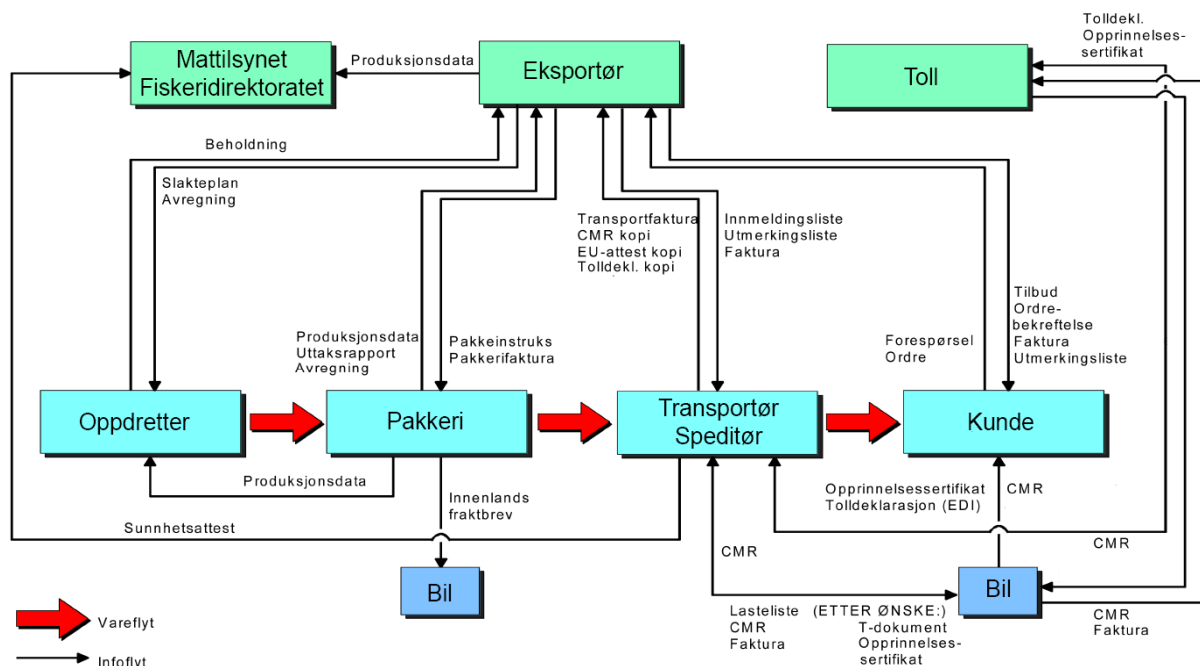 Tolldekl.
Opprinnelses-
sertifikat
Mattilsynet
Fiskeridirektoratet
Produksjonsdata
Eksportør
Toll
Beholdning
Slakteplan
Avregning
Transportfaktura
CMR kopi
EU-attest kopi
Tolldekl. kopi
Innmeldingsliste
Utmerkingsliste
Faktura
Produksjonsdata
Uttaksrapport
Avregning
Pakkeinstruks
Pakkerifaktura
Forespørsel
Ordre
Tilbud
Ordre-
bekreftelse
Faktura
Utmerkingsliste
Oppdretter
Pakkeri
Transportør
Speditør
Kunde
Produksjonsdata
Innenlands
fraktbrev
Sunnhetsattest
Opprinnelsessertifikat
Tolldeklarasjon (EDI)
CMR
CMR
CMR
Bil
Bil
Lasteliste (ETTER ØNSKE:)
CMR T-dokument
Faktura Opprinnelses-
sertifikat
CMR
Faktura
Vareflyt
Infoflyt